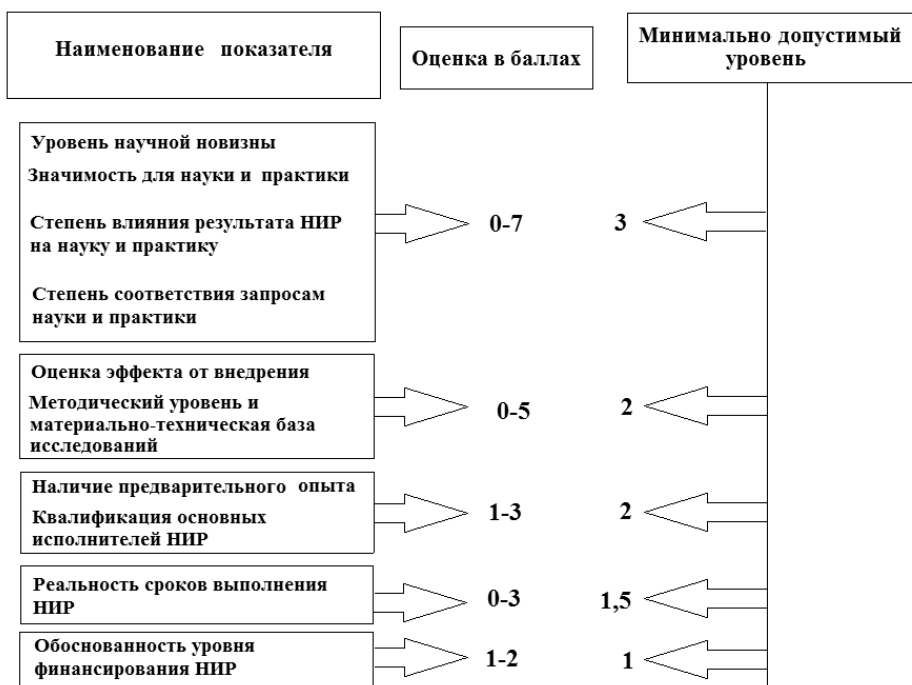 Наименование показателя
Оценка в баллах
Минимально допустимый
уровень
Уровень научной новизны
Значимость для науки и практики
Степень влияния результата НИР
на науку и практику
Степень соответствия запросам
науки и практики
0-7
3
Оценка эффекта от внедрения
Методический уровень и
материально-техническая база
исследований
0-5
2
Наличие предварительного опыта
Квалификация основных
исполнителей НИР
1-3
2
Реальность сроков выполнения
НИР
0-3
1,5
Обоснованность уровня
финансирования НИР
1-2
1